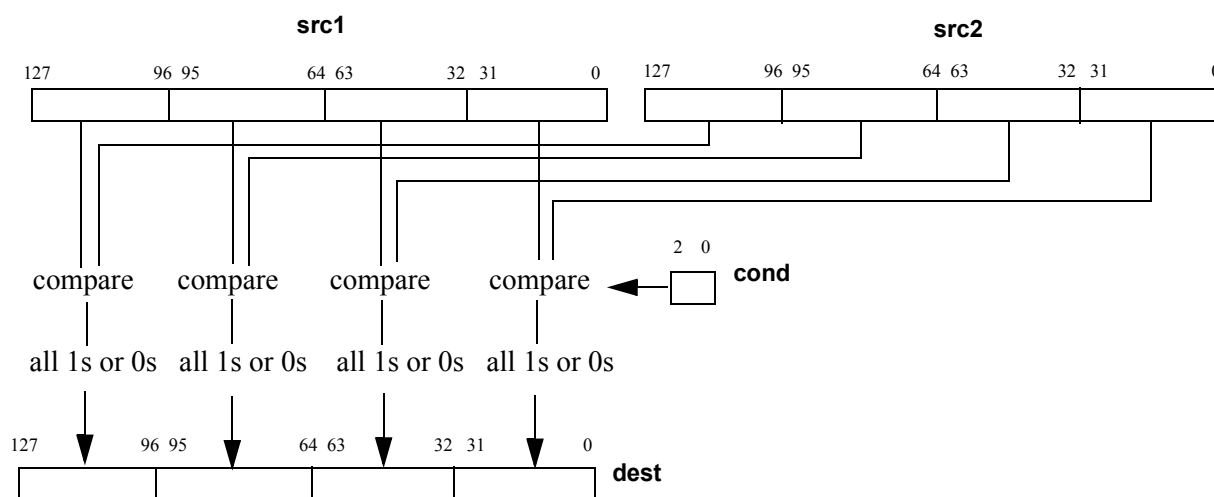 src1
src2
127 96 95 64 63 32 31 0
127 96 95 64 63 32 31
2 0
cond
compare compare compare compare
all 1s or 0s all 1s or 0s all 1s or 0s all 1s or 0s
127 96 95 64 63 32 31 0
dest